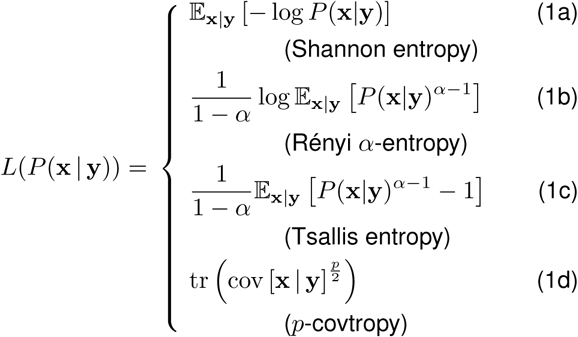 𝔼ₓ|ᵧ [− log P(x|y)] (1a)
(Shannon entropy)
1/(1 − α) log 𝔼_{x|y} [P(x|y)^{α−1}] (1b)
(Rényi α-entropy)
L(P(x | y)) = {
1/(1 − α) 𝔼_{x|y} [P(x|y)^{α−1} − 1] (1c)
(Tsallis entropy)
tr (cov [x | y]^{p/2}) (1d)
(p-covtropy)